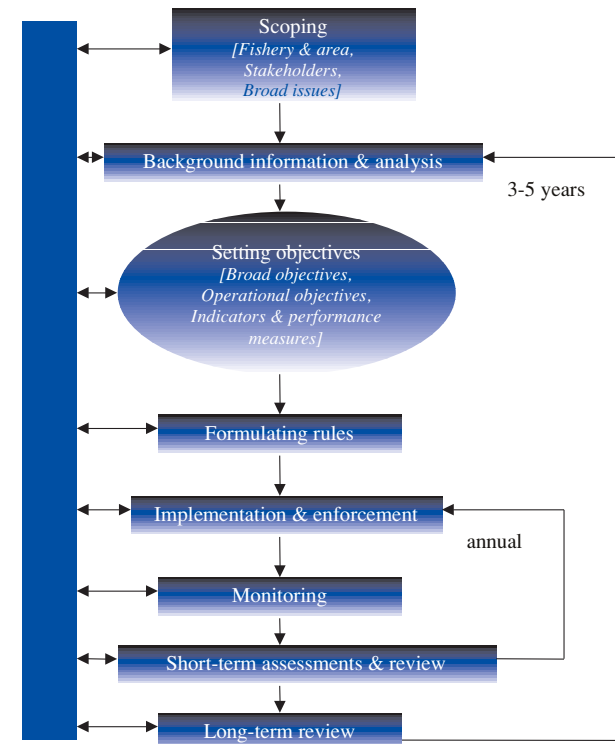 Scoping
[Fishery & area,
Stakeholders,
Broad issues]
Background information & analysis
3-5 years
Setting objectives
[Broad objectives,
Operational objectives,
Indicators & performance
measures]
Formulating rules
Implementation & enforcement
annual
Monitoring
Short-term assessments & review
Long-term review